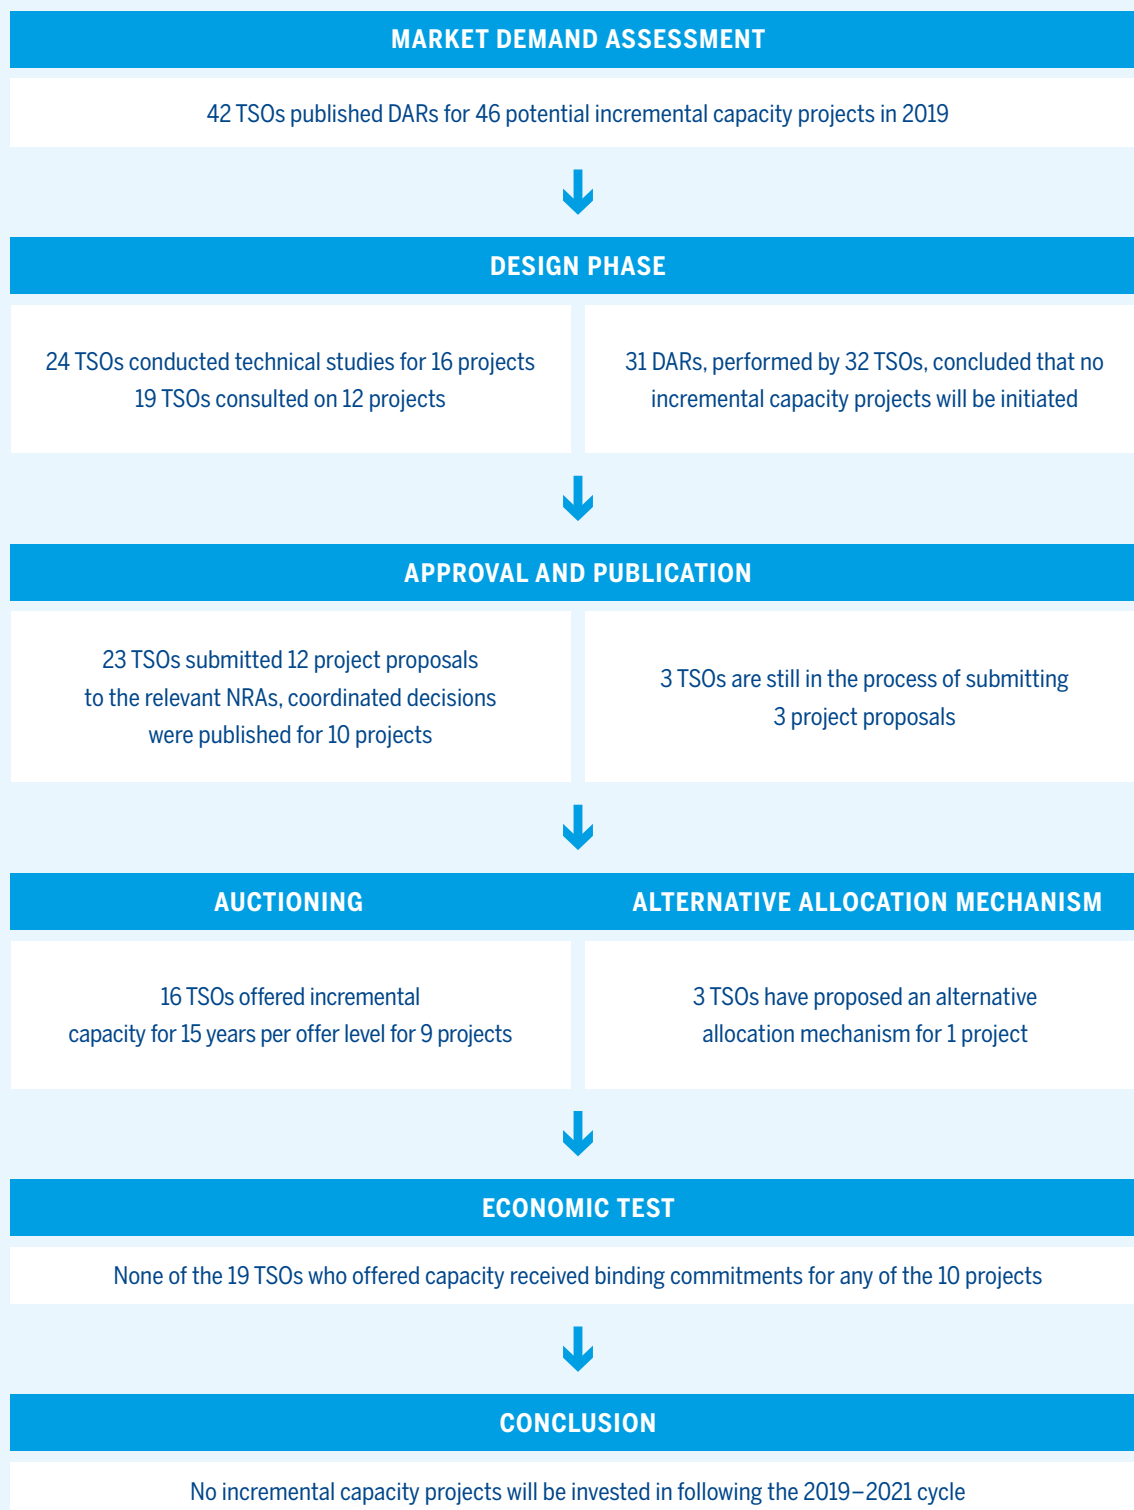 MARKET DEMAND ASSESSMENT
42 TSOs published DARs for 46 potential incremental capacity projects in 2019
DESIGN PHASE
24 TSOs conducted technical studies for 16 projects
19 TSOs consulted on 12 projects
31 DARs, performed by 32 TSOs, concluded that no
incremental capacity projects will be initiated
APPROVAL AND PUBLICATION
23 TSOs submitted 12 project proposals
to the relevant NRAs, coordinated decisions
were published for 10 projects
3 TSOs are still in the process of submitting
3 project proposals
AUCTIONING
16 TSOs offered incremental
capacity for 15 years per offer level for 9 projects
ALTERNATIVE ALLOCATION MECHANISM
3 TSOs have proposed an alternative
allocation mechanism for 1 project
ECONOMIC TEST
None of the 19 TSOs who offered capacity received binding commitments for any of the 10 projects
CONCLUSION
No incremental capacity projects will be invested in following the 2019–2021 cycle